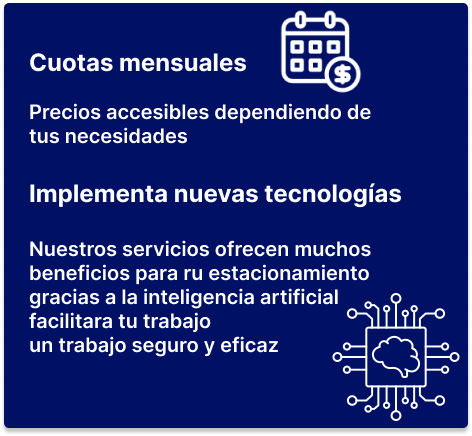 Cuotas mensuales
Precios accesibles dependiendo de
tus necesidades
Implementa nuevas tecnologías
Nuestros servicios ofrecen muchos
beneficios para ru estacionamiento
gracias a la inteligencia artificial
facilitara tu trabajo
un trabajo seguro y eficaz